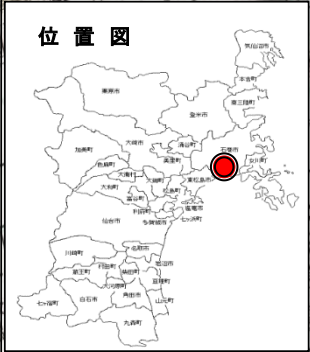 位置図
気仙沼市
本吉町
南三陸町
栗原市
登米市
加美町
大崎市
涌谷町
石巻市
女川町
色麻町
美里町
大衡村
大郷町
東松島市
大和町
松島町
富谷町
利府町
塩竈市
七ヶ浜町
仙台市
多賀城市
名取市
川崎町
村田町
岩沼市
蔵王町
柴田町
大河原町
亘理町
七ヶ宿町
白石市
角田市
山元町
丸森町